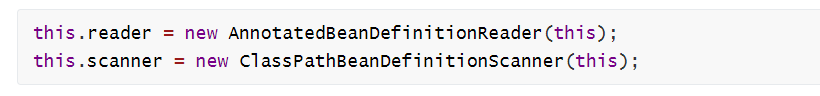 this.reader = new AnnotatedBeanDefinitionReader(this);
this.scanner = new ClassPathBeanDefinitionScanner(this);